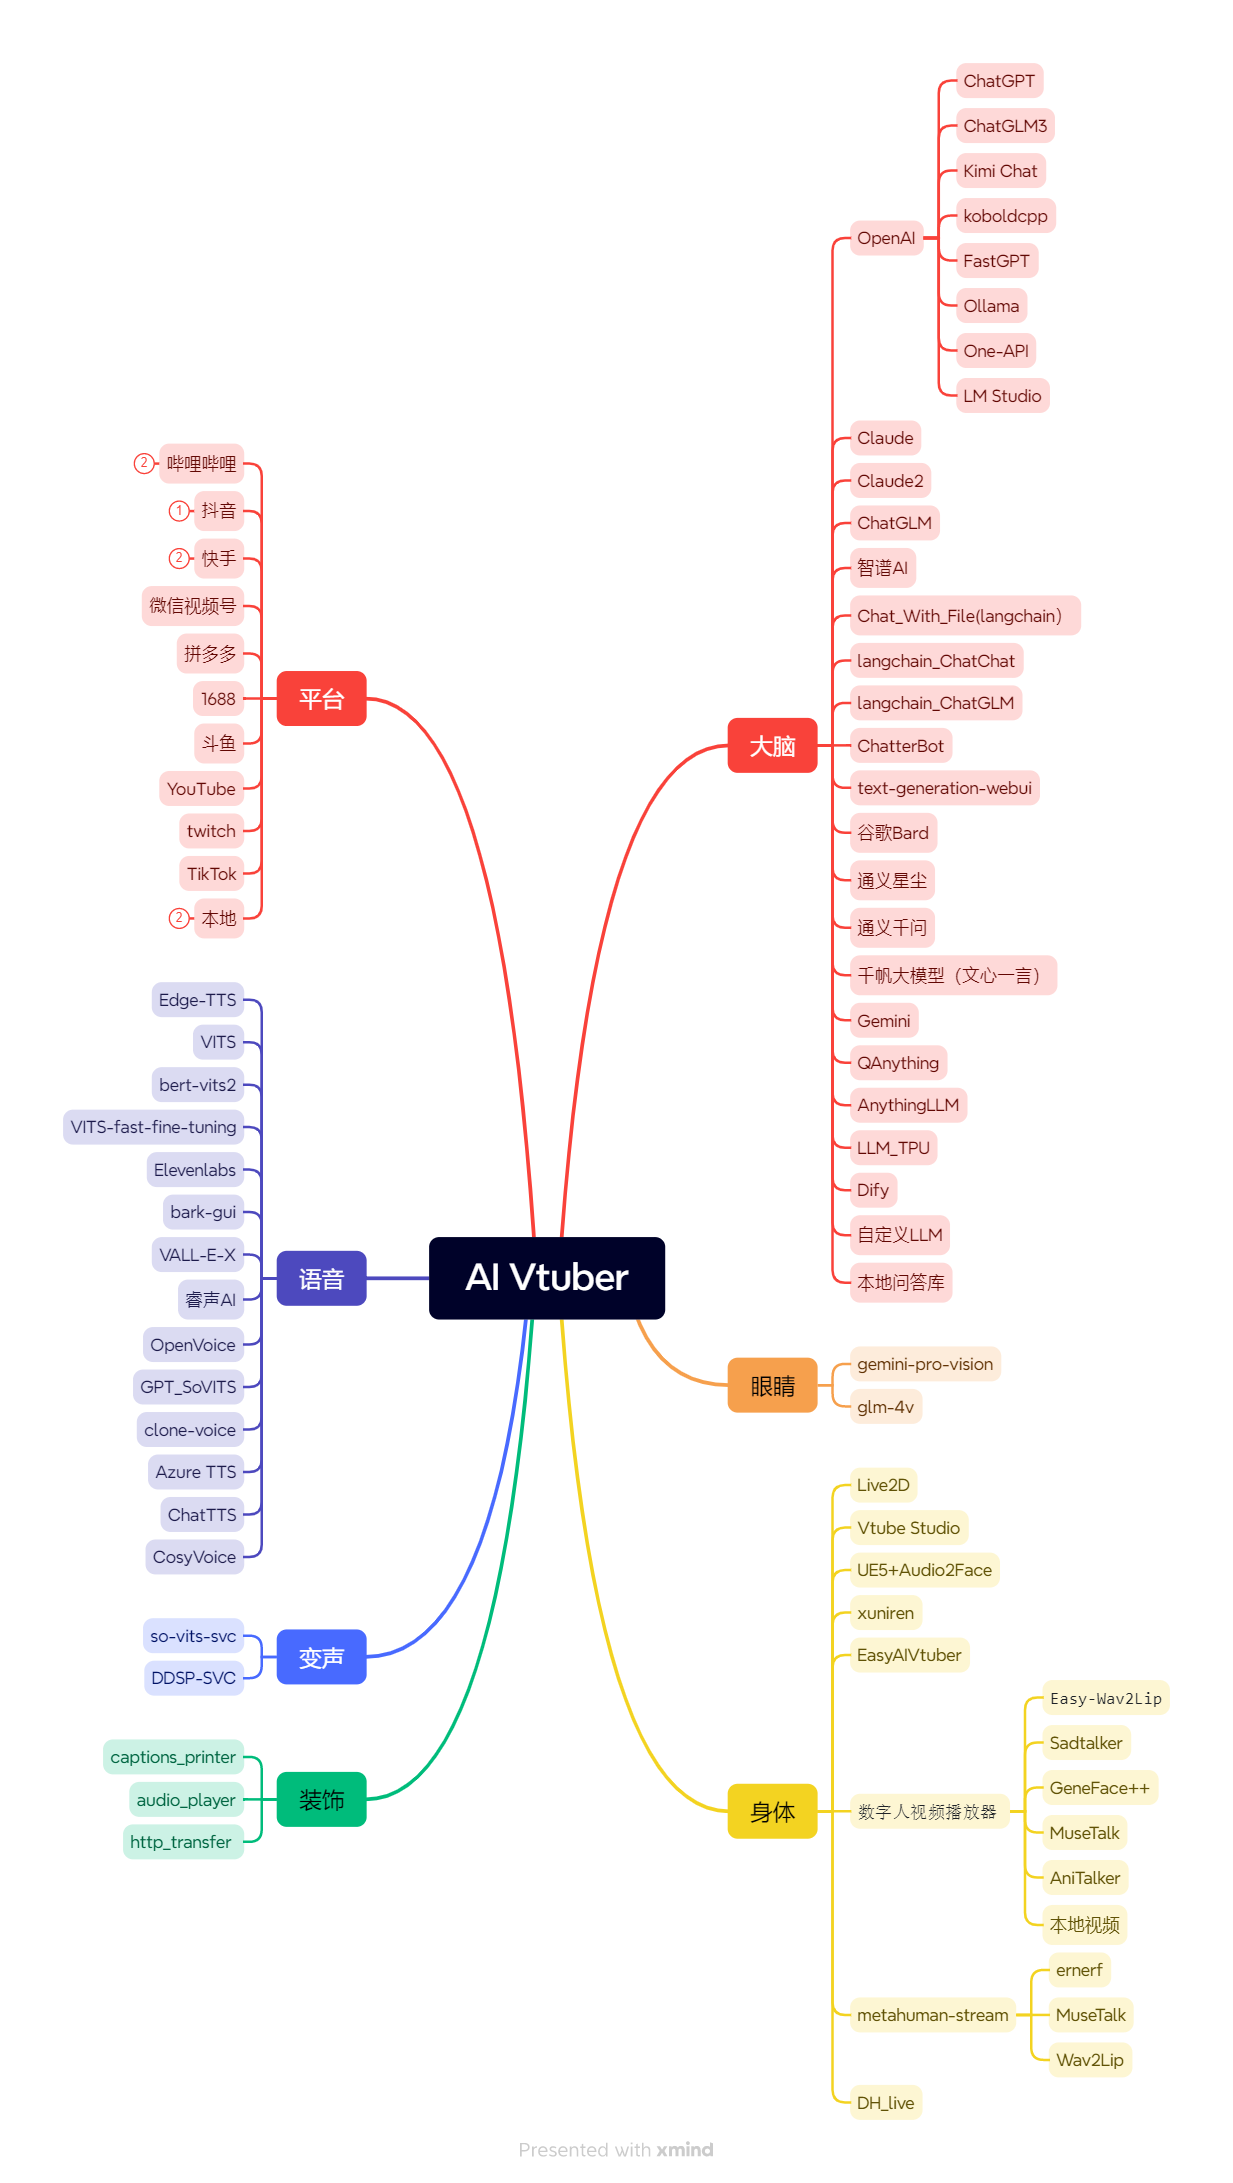 AI Vtuber
大脑
OpenAI
ChatGPT
ChatGLM3
Kimi Chat
koboldcpp
FastGPT
Ollama
One-API
LM Studio
Claude
Claude2
ChatGLM
智谱AI
Chat_With_File(langchain）
langchain_ChatChat
langchain_ChatGLM
ChatterBot
text-generation-webui
谷歌Bard
通义星尘
通义千问
千帆大模型（文心一言）
Gemini
QAnything
AnythingLLM
LLM_TPU
Dify
自定义LLM
本地问答库
眼睛
gemini-pro-vision
glm-4v
身体
Live2D
Vtube Studio
UE5+Audio2Face
xuniren
EasyAIVtuber
数字人视频播放器
Easy-Wav2Lip
Sadtalker
GeneFace++
MuseTalk
AniTalker
本地视频
metahuman-stream
ernerf
MuseTalk
Wav2Lip
DH_live
平台
2 哔哩哔哩
1 抖音
2 快手
微信视频号
拼多多
1688
斗鱼
YouTube
twitch
TikTok
2 本地
语音
Edge-TTS
VITS
bert-vits2
VITS-fast-fine-tuning
Elevenlabs
bark-gui
VALL-E-X
睿声AI
OpenVoice
GPT_SoVITS
clone-voice
Azure TTS
ChatTTS
CosyVoice
变声
so-vits-svc
DDSP-SVC
装饰
captions_printer
audio_player
http_transfer
Presented with xmind